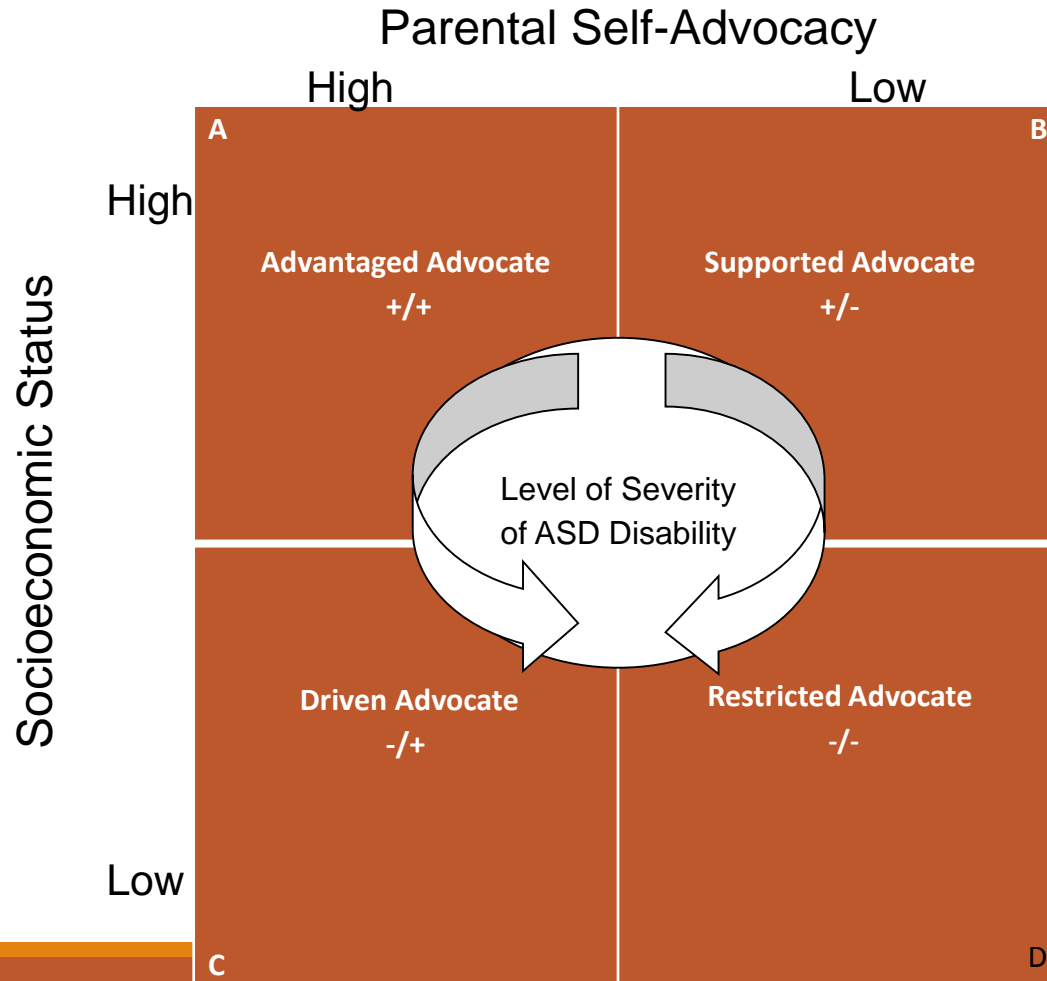 Parental Self-Advocacy
High
Low
A
B
High
Socioeconomic Status
Advantaged Advocate
+/+
Supported Advocate
+/-
Level of Severity
of ASD Disability
Driven Advocate
-/+
Restricted Advocate
-/-
Low
C
D